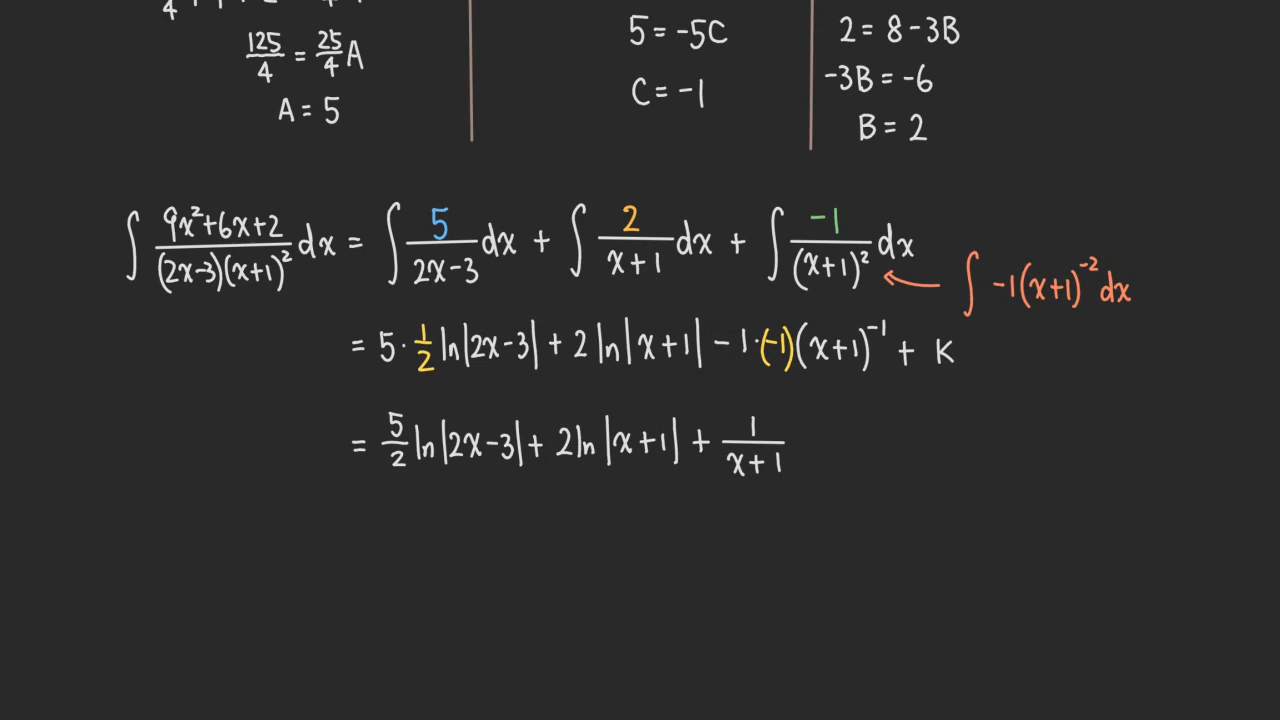 125/4 = 25/4 A
A = 5
5 = -5C
C = -1
2 = 8 - 3B
-3B = -6
B = 2
∫ (9x²+6x+2)/((2x-3)(x+1)²) dx = ∫ 5/(2x-3) dx + ∫ 2/(x+1) dx + ∫ -1/(x+1)² dx
∫ -1(x+1)⁻² dx
= 5 · 1/2 ln|2x-3| + 2 ln|x+1| - 1·(-1)(x+1)⁻¹ + K
= 5/2 ln|2x-3| + 2 ln|x+1| + 1/(x+1)